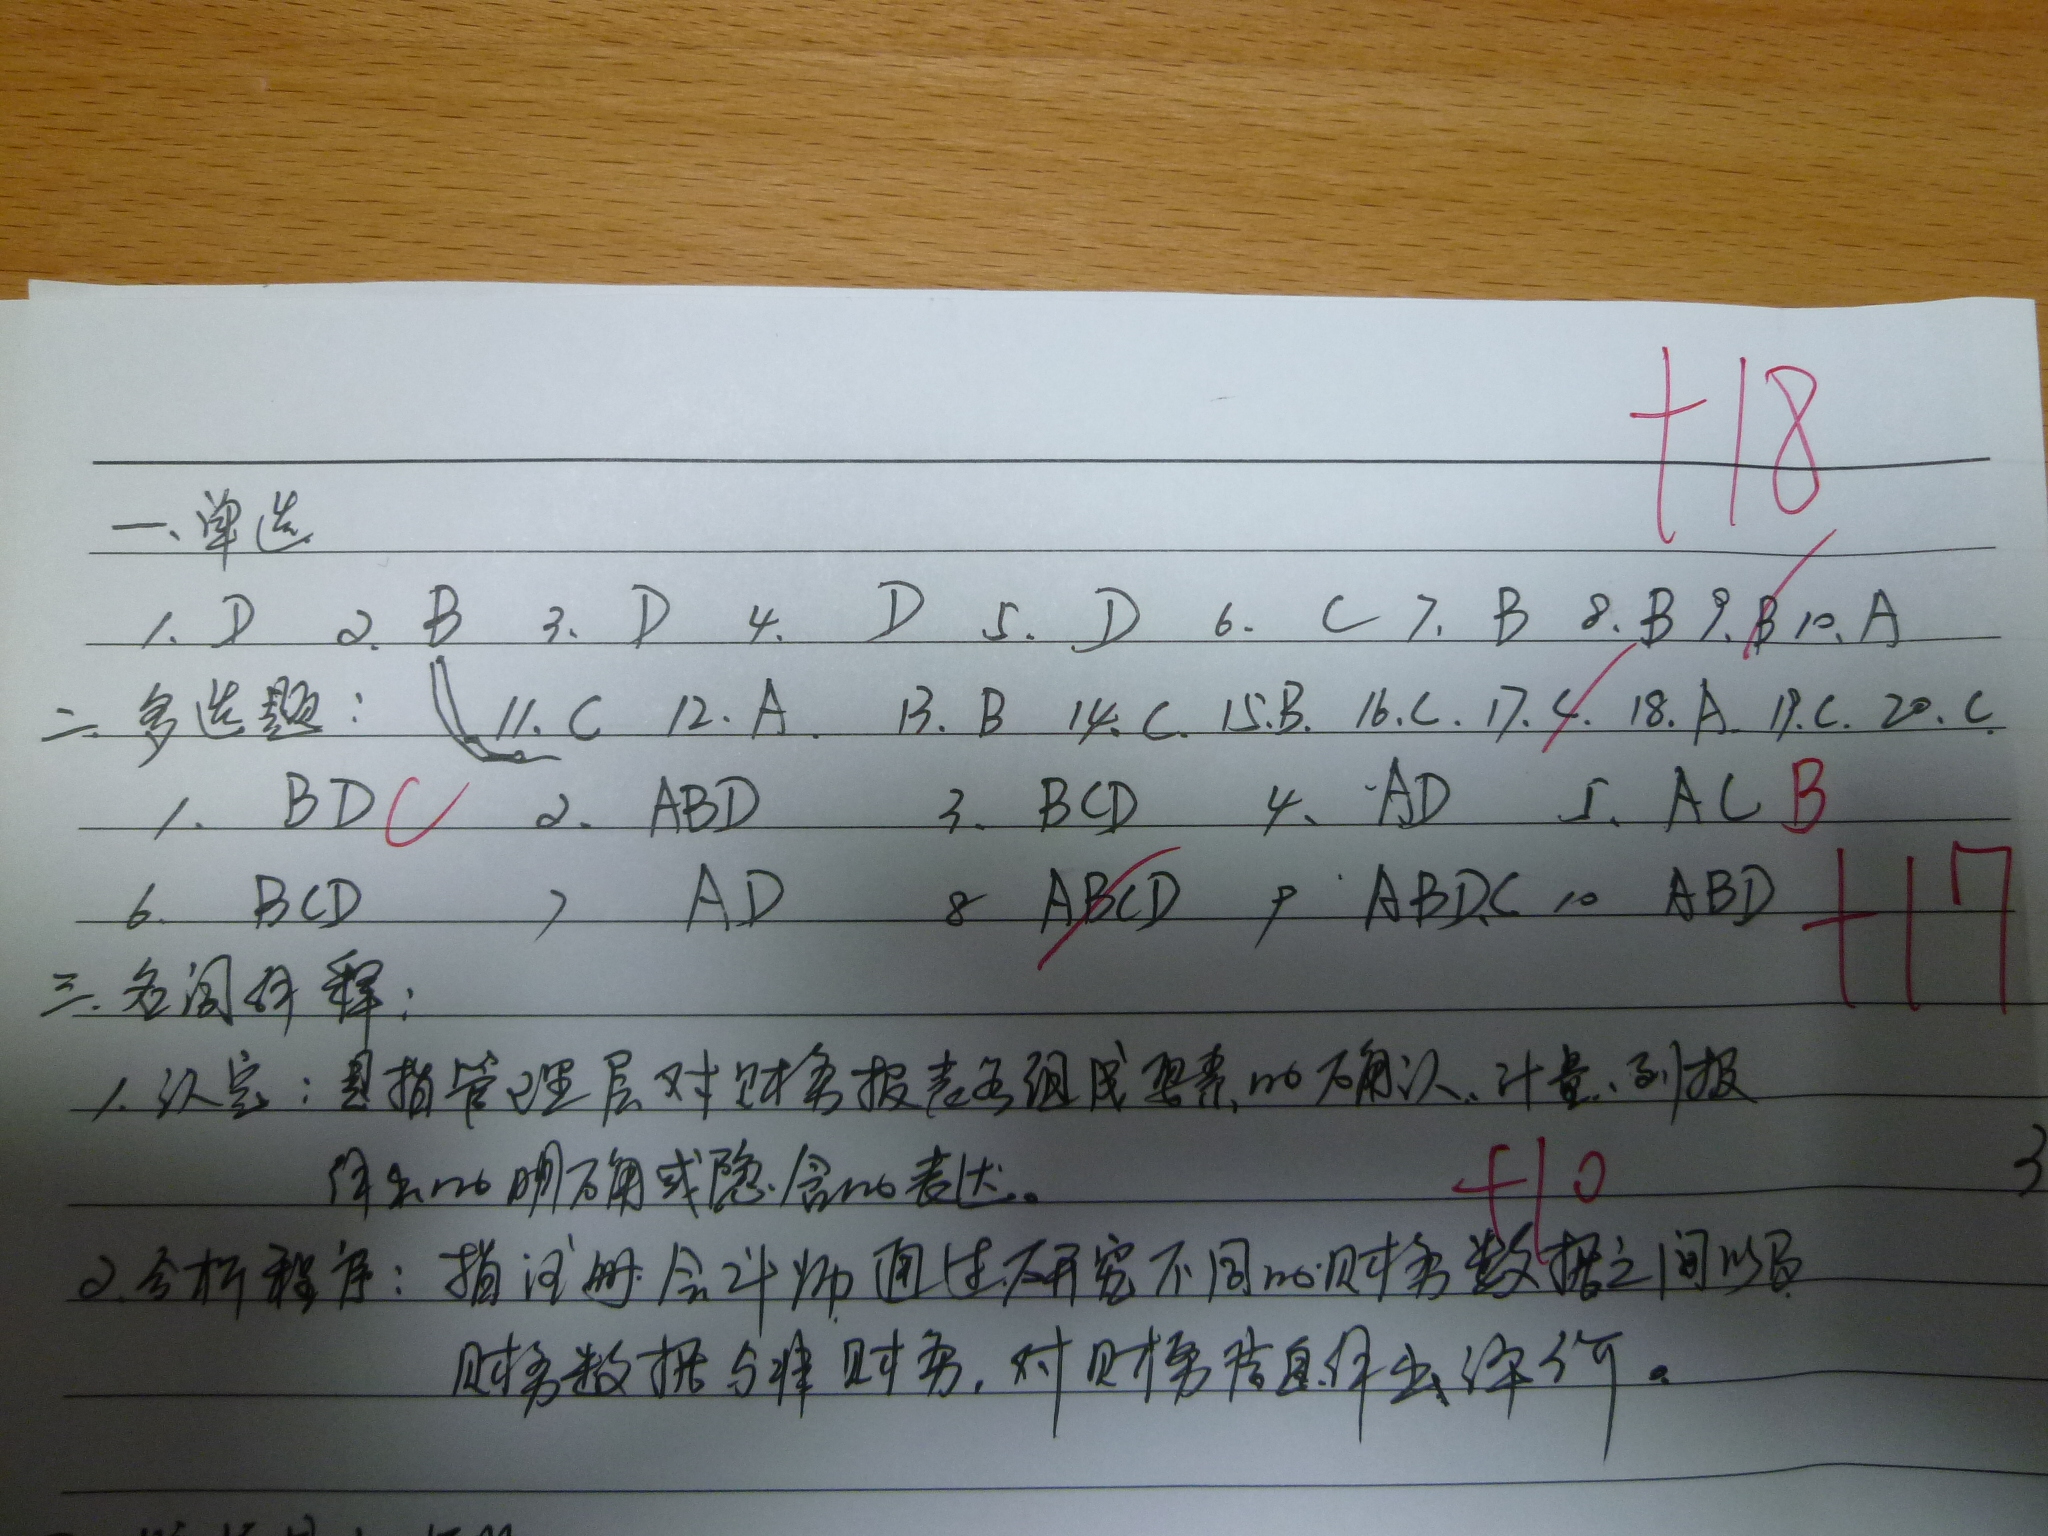 +18
一、单选
1. D 2. B 3. D 4. D 5. D 6. C 7. B 8. B 9. B 10. A
二、多选题: 11. C 12. A. 13. B 14. C. 15. B. 16. C. 17. C. 18. A. 19. C. 20. C.
1. BD C 2. ABD 3. BCD 4. AD 5. AC B
6. BCD 7 AD 8 ABCD 9 ABDC 10 ABD +17
三、名词解释:
1. 认定: 是指管理层对财务报表各组成要素的确认、计量、列报
作出的明确或隐含的表达。 +10 3
2. 分析程序: 指注册会计师通过研究不同的财务数据之间以及
财务数据与非财务,对财务信息作出评价。